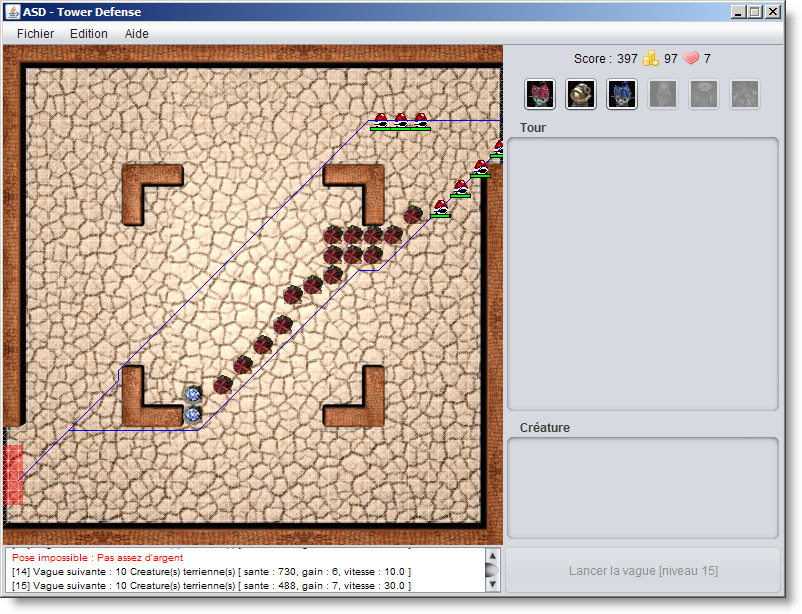 ASD - Tower Defense
Fichier Edition Aide
Score : 397 97 7
Tour
Créature
Pose impossible : Pas assez d'argent
[14] Vague suivante : 10 Creature(s) terrienne(s) [ sante : 730, gain : 6, vitesse : 10.0 ]
[15] Vague suivante : 10 Creature(s) terrienne(s) [ sante : 488, gain : 7, vitesse : 30.0 ]
Lancer la vague [niveau 15]